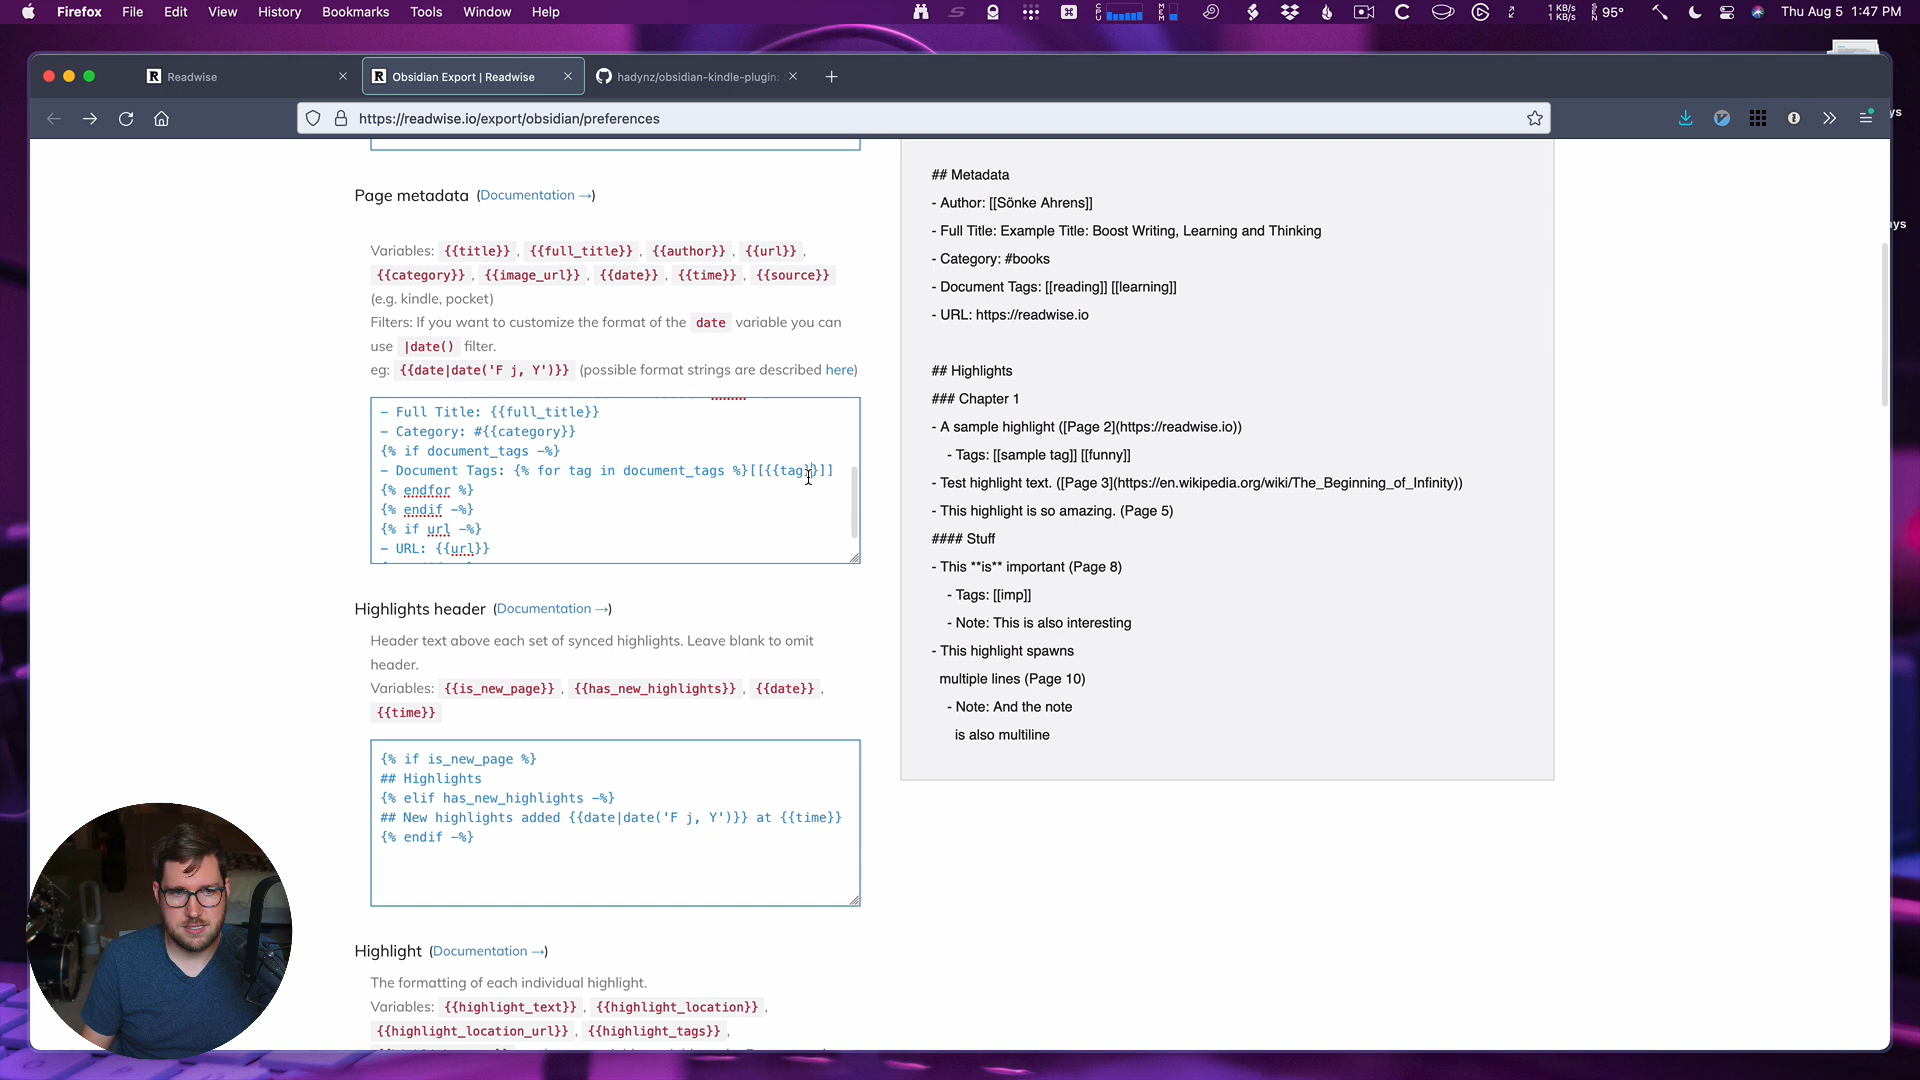 Firefox File Edit View History Bookmarks Tools Window Help
CPU MEM 1 KB/s 1 KB/s SEN 95° Thu Aug 5 1:47 PM
Readwise
Obsidian Export | Readwise
hadynz/obsidian-kindle-plugin:
https://readwise.io/export/obsidian/preferences
Page metadata (Documentation →)
Variables: {{title}} , {{full_title}} , {{author}} , {{url}} ,
{{category}} , {{image_url}} , {{date}} , {{time}} , {{source}}
(e.g. kindle, pocket)
Filters: If you want to customize the format of the date variable you can
use |date() filter.
eg: {{date|date('F j, Y')}} (possible format strings are described here)
- Full Title: {{full_title}}
- Category: #{{category}}
{% if document_tags -%}
- Document Tags: {% for tag in document_tags %}[[{{tag}}]]
{% endfor %}
{% endif -%}
{% if url -%}
- URL: {{url}}
Highlights header (Documentation →)
Header text above each set of synced highlights. Leave blank to omit
header.
Variables: {{is_new_page}} , {{has_new_highlights}} , {{date}} ,
{{time}}
{% if is_new_page %}
## Highlights
{% elif has_new_highlights -%}
## New highlights added {{date|date('F j, Y')}} at {{time}}
{% endif -%}
Highlight (Documentation →)
The formatting of each individual highlight.
Variables: {{highlight_text}} , {{highlight_location}} ,
{{highlight_location_url}} , {{highlight_tags}} ,
## Metadata
- Author: [[Sönke Ahrens]]
- Full Title: Example Title: Boost Writing, Learning and Thinking
- Category: #books
- Document Tags: [[reading]] [[learning]]
- URL: https://readwise.io
## Highlights
### Chapter 1
- A sample highlight ([Page 2](https://readwise.io))
- Tags: [[sample tag]] [[funny]]
- Test highlight text. ([Page 3](https://en.wikipedia.org/wiki/The_Beginning_of_Infinity))
- This highlight is so amazing. (Page 5)
#### Stuff
- This **is** important (Page 8)
- Tags: [[imp]]
- Note: This is also interesting
- This highlight spawns
multiple lines (Page 10)
- Note: And the note
is also multiline
ys
ays